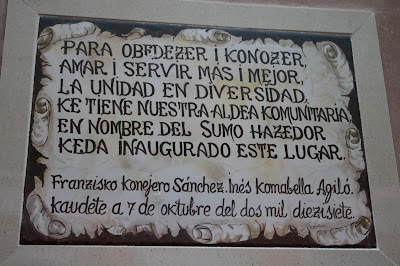 PARA OBEDEZER I KONOZER,
AMAR I SERVIR MAS I MEJOR,
LA UNIDAD EN DIVERSIDAD,
KE TIENE NUESTRA ALDEA KOMUNITARIA,
EN NOMBRE DEL SUMO HAZEDOR
KEDA INAUGURADO ESTE LUGAR.
Franzisko Konejero Sánchez. Inés Komabella Agiló.
kaudéte a 7 de oktubre del dos mil diezisiete.